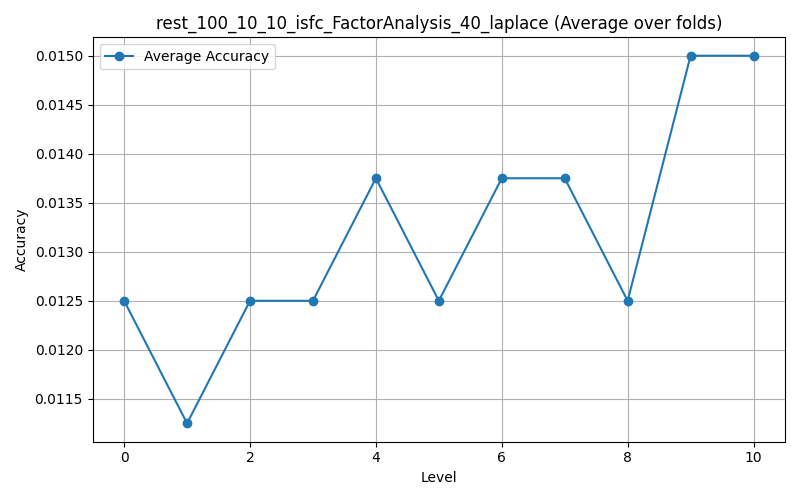 rest_100_10_10_isfc_FactorAnalysis_40_laplace (Average over folds)
Average Accuracy
0.0150
0.0145
0.0140
0.0135
0.0130
0.0125
0.0120
0.0115
Accuracy
0 2 4 6 8 10
Level